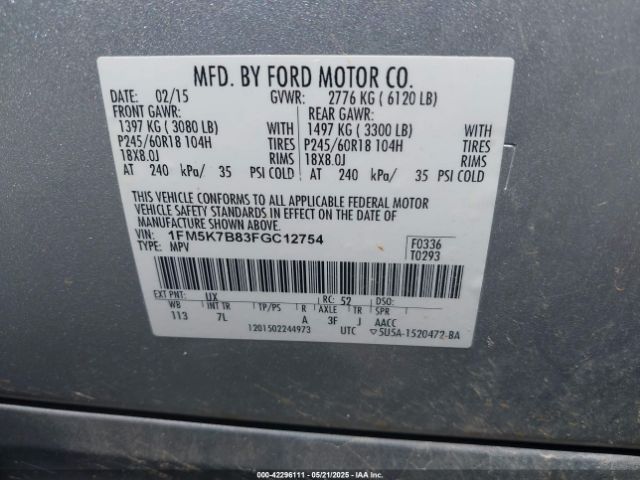 MFD. BY FORD MOTOR CO.
DATE: 02/15 GVWR: 2776 KG ( 6120 LB)
FRONT GAWR: REAR GAWR:
1397 KG ( 3080 LB) WITH 1497 KG ( 3300 LB) WITH
P245/60R18 104H TIRES P245/60R18 104H TIRES
18X8.0J RIMS 18X8.0J RIMS
AT 240 kPa/ 35 PSI COLD AT 240 kPa/ 35 PSI COLD
THIS VEHICLE CONFORMS TO ALL APPLICABLE FEDERAL MOTOR
VEHICLE SAFETY STANDARDS IN EFFECT ON THE DATE OF
MANUFACTURE SHOWN ABOVE.
VIN: 1FM5K7B83FGC12754 F0336
TYPE: MPV T0293
EXT PNT: UX RC: 52 DSO:
WB INT TR TP/PS R AXLE TR SPR
113 7L A 3F J AACC
1201502244973 UTC ▽5U5A-1520472-BA
000-42296111 - 05/21/2025 - IAAI.CA